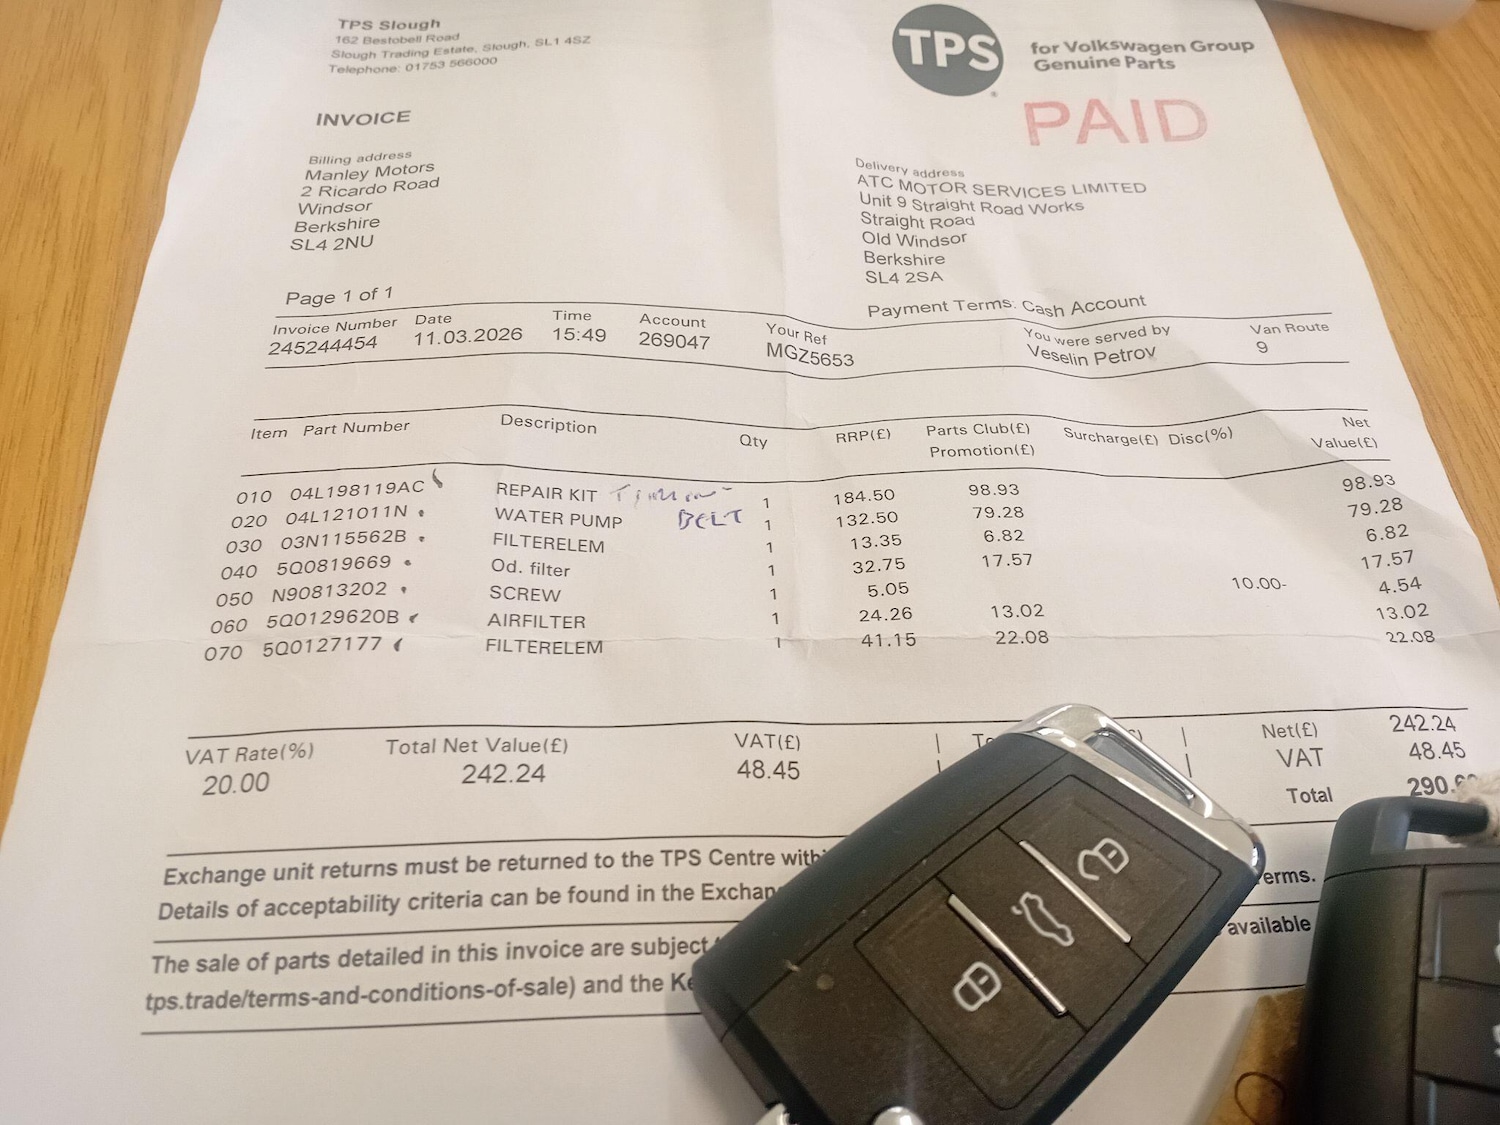 TPS Slough
162 Bestobell Road
Slough Trading Estate, Slough, SL1 4SZ
Telephone: 01753 566000
TPS
for Volkswagen Group
Genuine Parts
PAID
INVOICE
Billing address
Manley Motors
2 Ricardo Road
Windsor
Berkshire
SL4 2NU
Delivery address
ATC MOTOR SERVICES LIMITED
Unit 9 Straight Road Works
Straight Road
Old Windsor
Berkshire
SL4 2SA
Page 1 of 1
Payment Terms: Cash Account
Invoice Number Date Time Account Your Ref You were served by Van Route
245244454 11.03.2026 15:49 269047 MGZ5653 Veselin Petrov 9
Item Part Number Description Qty RRP(£) Parts Club(£) Surcharge(£) Disc(%) Net
Promotion(£) Value(£)
010 04L198119AC REPAIR KIT 1 184.50 98.93 98.93
020 04L121011N WATER PUMP BELT 1 132.50 79.28 79.28
030 03N115562B FILTERELEM 1 13.35 6.82 6.82
040 5Q0819669 Od. filter 1 32.75 17.57 17.57
050 N90813202 SCREW 1 5.05 10.00- 4.54
060 5Q0129620B AIRFILTER 1 24.26 13.02 13.02
070 5Q0127177 FILTERELEM 1 41.15 22.08 22.08
VAT Rate(%) Total Net Value(£) VAT(£) Net(£) 242.24
20.00 242.24 48.45 VAT 48.45
Total 290.
Exchange unit returns must be returned to the TPS Centre erms.
Details of acceptability criteria can be found in the
The sale of parts detailed in this invoice are subject available
tps.trade/terms-and-conditions-of-sale) and the